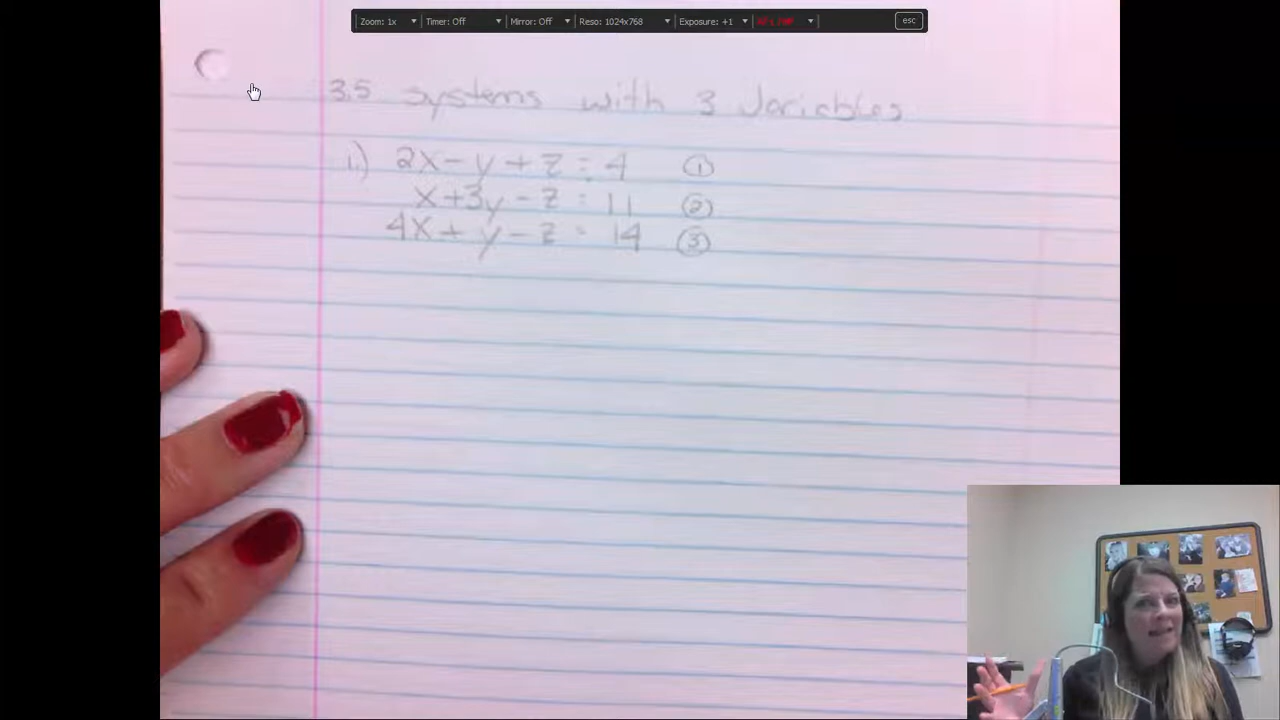 Zoom: 1x Timer: Off Mirror: Off Reso: 1024x768 Exposure: +1 esc
3.5 systems with 3 Variables
1.) 2x - y + z = 4 ①
x + 3y - z = 11 ②
4x + y - z = 14 ③